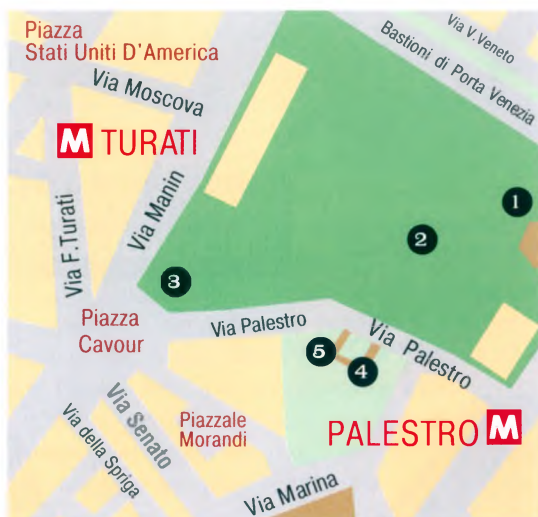 Piazza
Stati Uniti D'America
Via V.Veneto
Bastioni di Porta Venezia
Via Moscova
M TURATI
Via Manin
Via F.Turati
1
2
3
Piazza
Cavour
Via Palestro
Via Palestro
5
4
Via Senato
Via della Spriga
Piazzale
Morandi
PALESTRO M
Via Marina